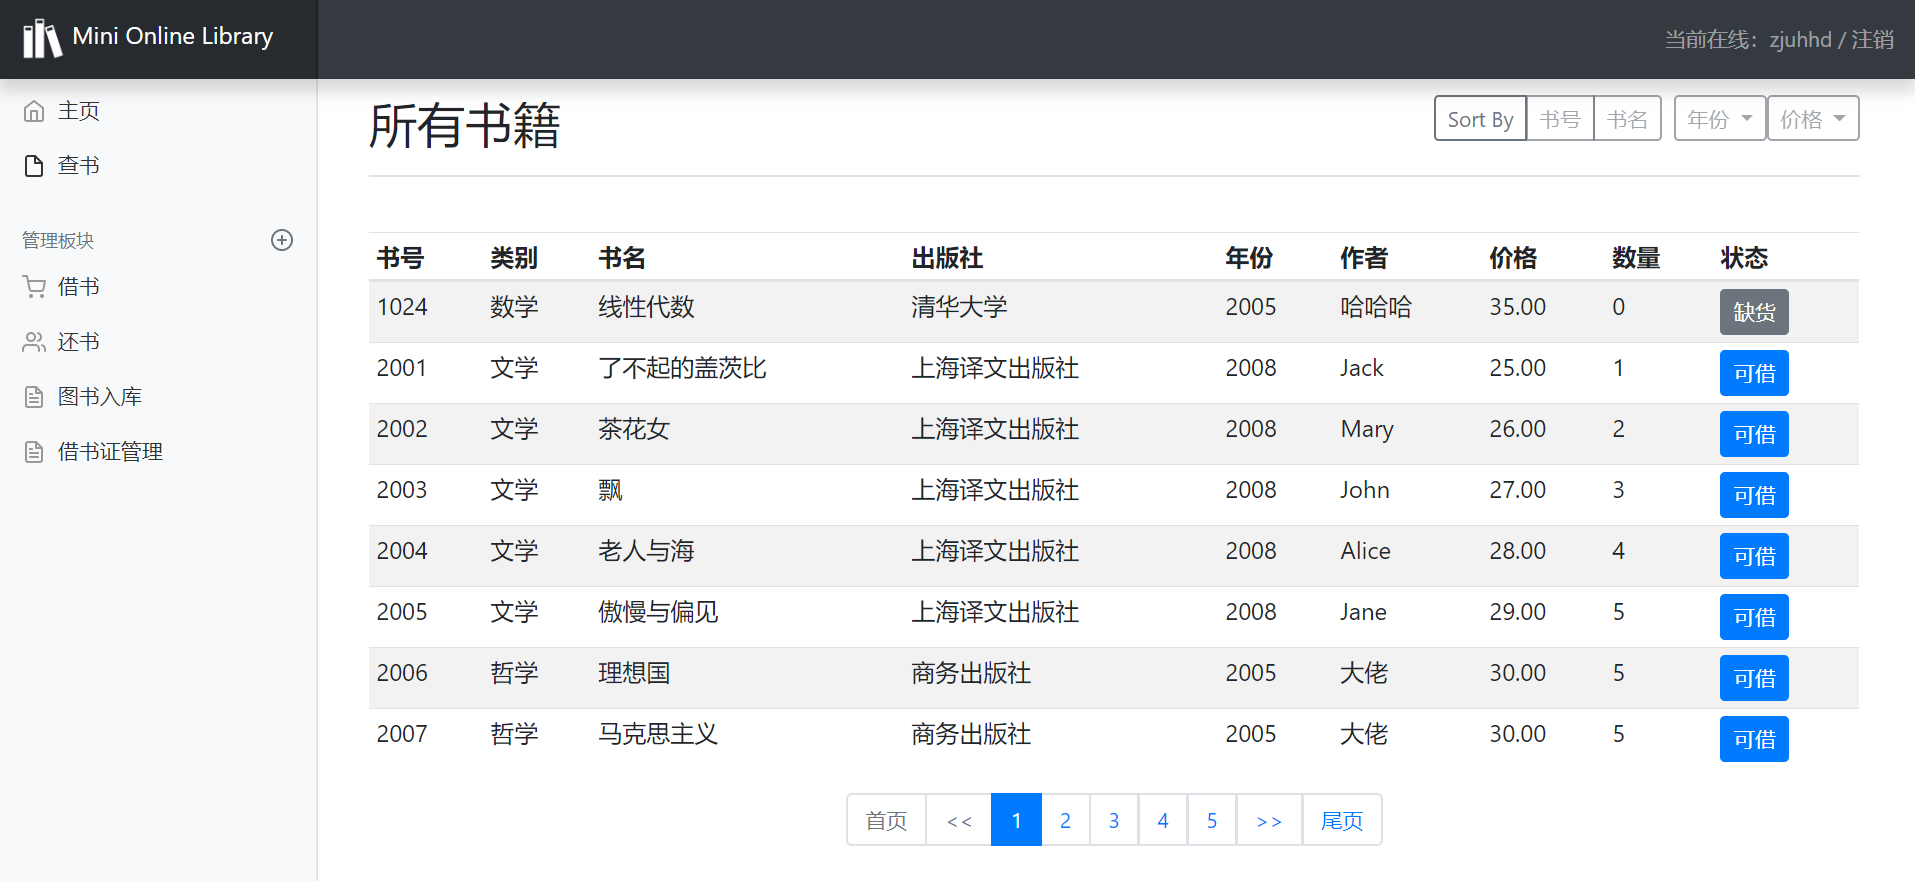 Mini Online Library
当前在线：zjuhhd / 注销
主页
查书
管理板块
借书
还书
图书入库
借书证管理
所有书籍
Sort By 书号 书名 年份 价格
书号 类别 书名 出版社 年份 作者 价格 数量 状态
1024 数学 线性代数 清华大学 2005 哈哈哈 35.00 0 缺货
2001 文学 了不起的盖茨比 上海译文出版社 2008 Jack 25.00 1 可借
2002 文学 茶花女 上海译文出版社 2008 Mary 26.00 2 可借
2003 文学 飘 上海译文出版社 2008 John 27.00 3 可借
2004 文学 老人与海 上海译文出版社 2008 Alice 28.00 4 可借
2005 文学 傲慢与偏见 上海译文出版社 2008 Jane 29.00 5 可借
2006 哲学 理想国 商务出版社 2005 大佬 30.00 5 可借
2007 哲学 马克思主义 商务出版社 2005 大佬 30.00 5 可借
首页 << 1 2 3 4 5 >> 尾页